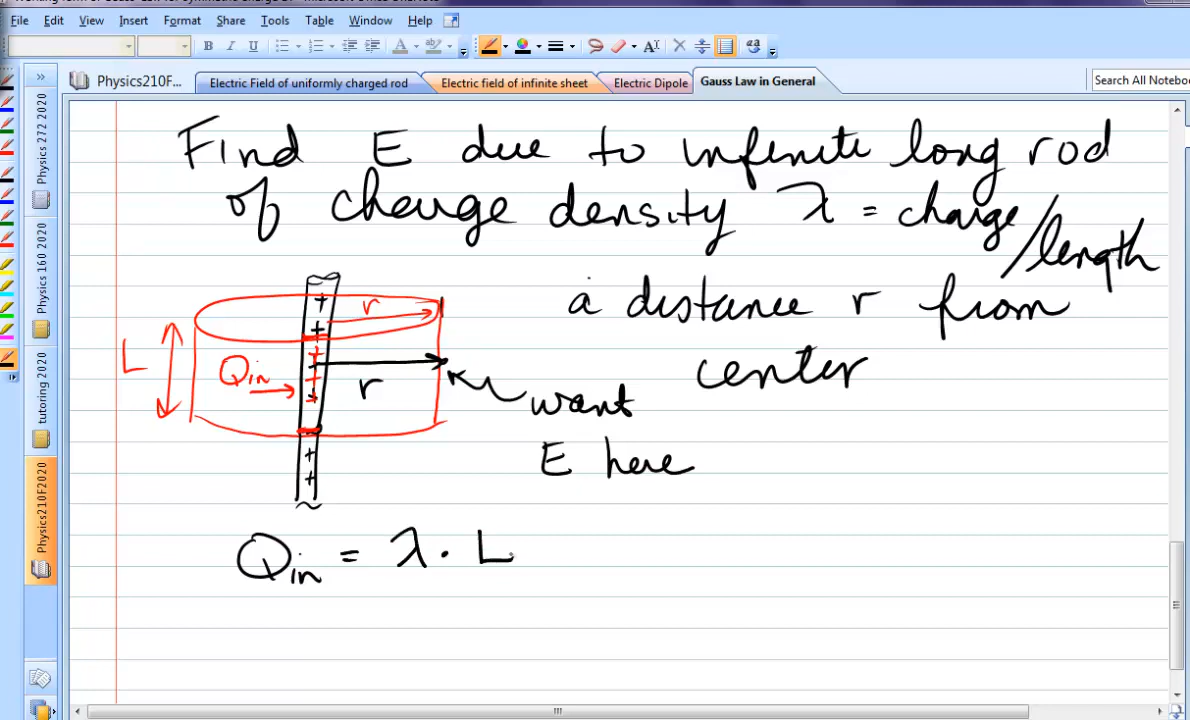 File Edit View Insert Format Share Tools Table Window Help
B I U A ab
Physics210F... Electric Field of uniformly charged rod Electric field of infinite sheet Electric Dipole Gauss Law in General Search All Notebo
Physics 272 2020
Physics 160 2020
tutoring 2020
Physics210F2020
Find E due to infinite long rod
of charge density λ = charge/length
a distance r from
center
r
L
Qin
r
want
E here
Qin = λ · L